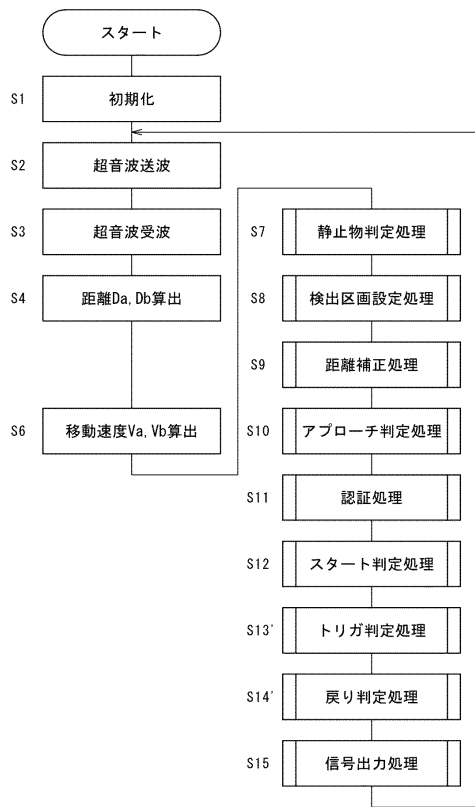 スタート
S1 初期化
S2 超音波送波
S3 超音波受波
S4 距離Da,Db算出
S6 移動速度Va,Vb算出
S7 静止物判定処理
S8 検出区画設定処理
S9 距離補正処理
S10 アプローチ判定処理
S11 認証処理
S12 スタート判定処理
S13' トリガ判定処理
S14' 戻り判定処理
S15 信号出力処理